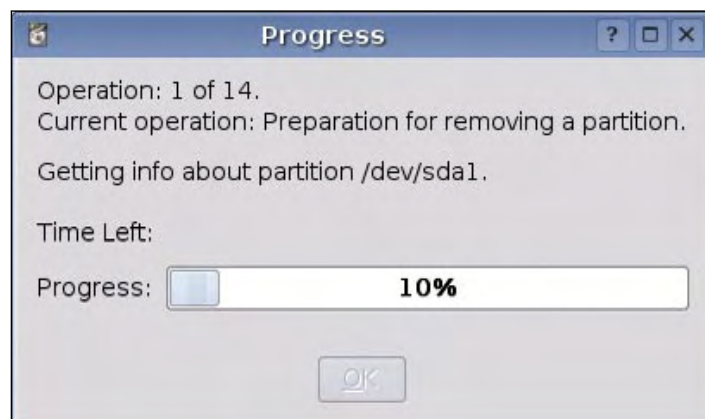 Progress
?
Operation: 1 of 14.
Current operation: Preparation for removing a partition.
Getting info about partition /dev/sda1.
Time Left:
Progress: 10%
OK